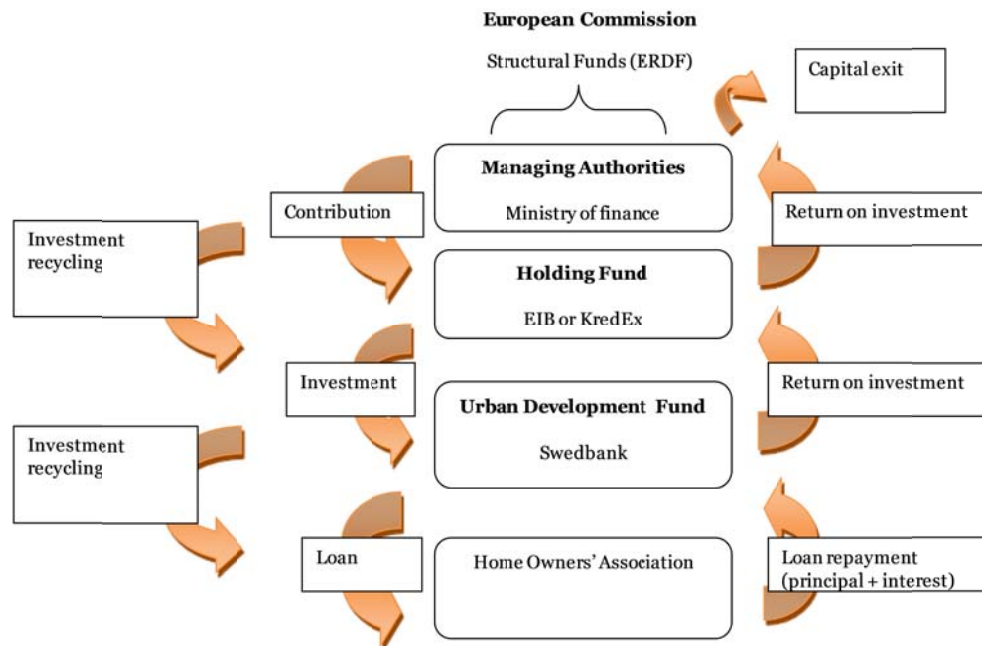 European Commission
Structural Funds (ERDF)
Capital exit
Managing Authorities
Ministry of finance
Contribution
Return on investment
Investment
recycling
Holding Fund
EIB or KredEx
Investment
Return on investment
Urban Development Fund
Swedbank
Investment
recycling
Loan
Home Owners' Association
Loan repayment
(principal + interest)